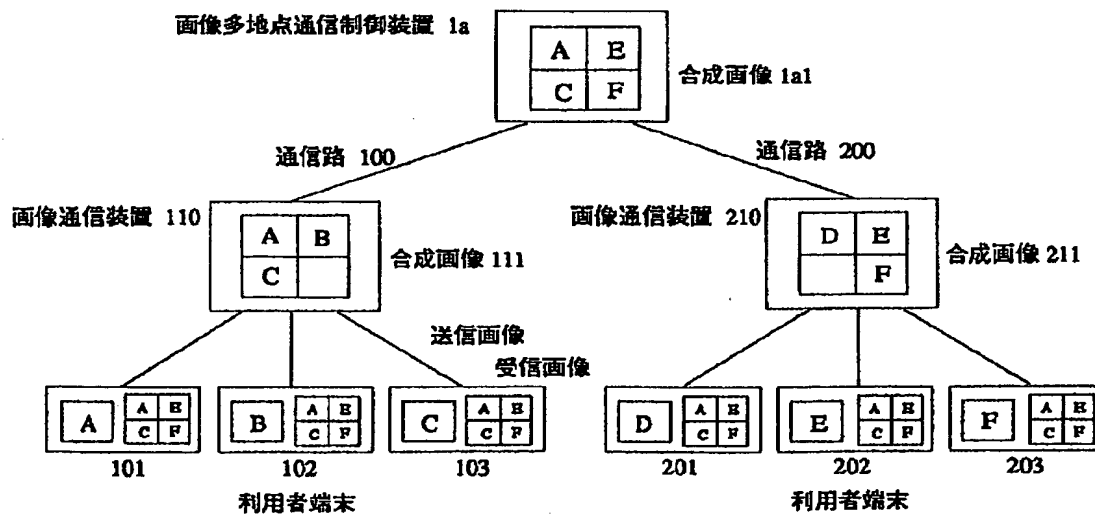 画像多地点通信制御装置 1a
A E
C F
合成画像 1a1
通信路 100
通信路 200
画像通信装置 110
A B
C
合成画像 111
画像通信装置 210
D E
F
合成画像 211
送信画像
受信画像
A A E
C F
B A E
C F
C A E
C F
D A E
C F
E A E
C F
F A E
C F
101 102 103 201 202 203
利用者端末 利用者端末